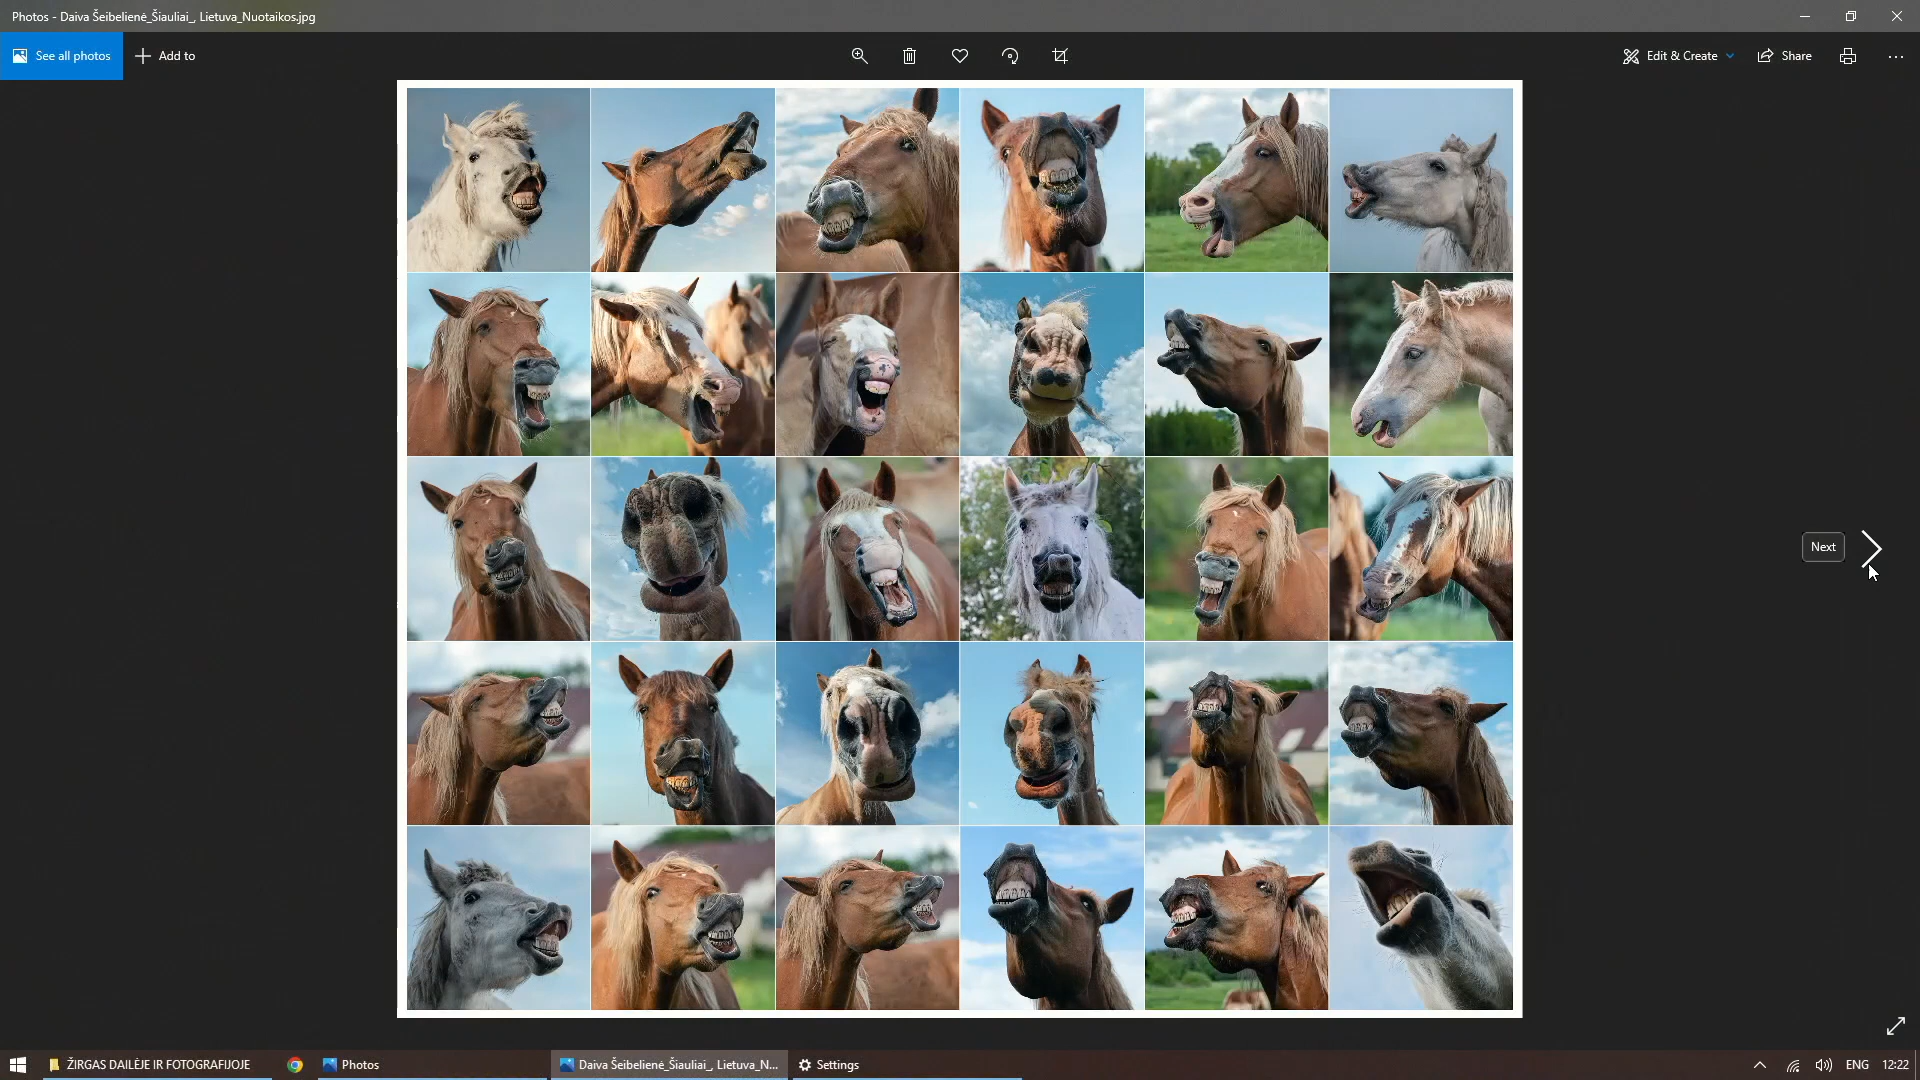 Photos - Daiva Šeibelienė_Šiauliai_, Lietuva_Nuotaikos.jpg
See all photos
Add to
Edit & Create
Share
Next
ŽIRGAS DAILĖJE IR FOTOGRAFIJOJE
Photos
Daiva Šeibelienė_Šiauliai_, Lietuva_N...
Settings
ENG
12:22